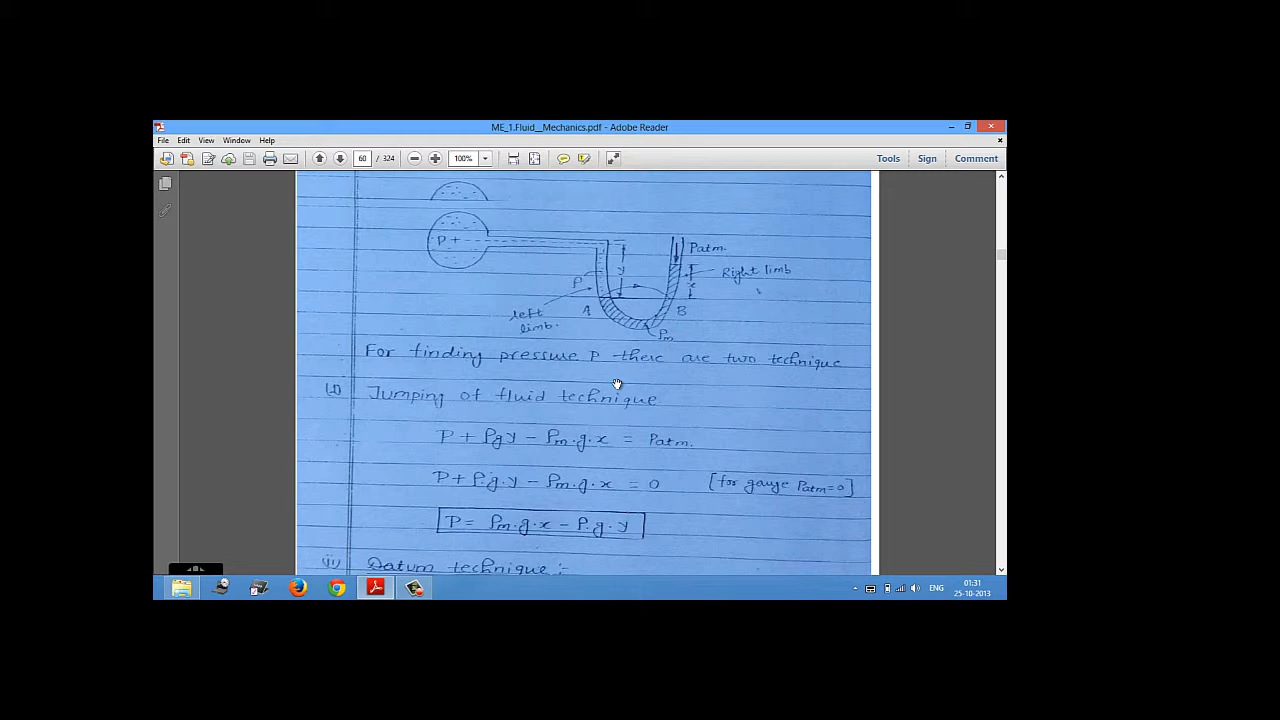 ME_1.Fluid__Mechanics.pdf - Adobe Reader
File Edit View Window Help
60 / 324 100% Tools Sign Comment
P+
Patm.
y
Right limb
x
ρ
left
limb.
A B
ρm
For finding pressure P there are two technique
(i) Jumping of fluid technique
P + ρgy - ρm.g.x = Patm.
P + ρ.g.y - ρm.g.x = 0 [for gauge Patm=0]
P = ρm.g.x - ρ.g.y
(ii) Datum technique :-
ENG 01:31
25-10-2013